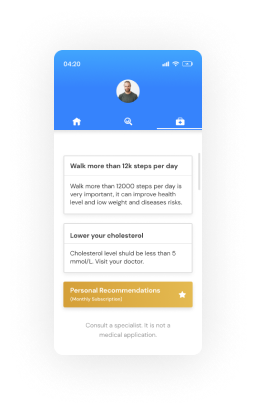 04:20
Walk more than 12k steps per day
Walk more than 12000 steps per day is
very important, it can improve health
level and low weight and diseases risks.
Lower your cholesterol
Cholesterol level shuld be less than 5
mmol/L. Visit your doctor.
Personal Recommendations
(Monthly Subscription)
Consult a specialist. It is not a
medical application.